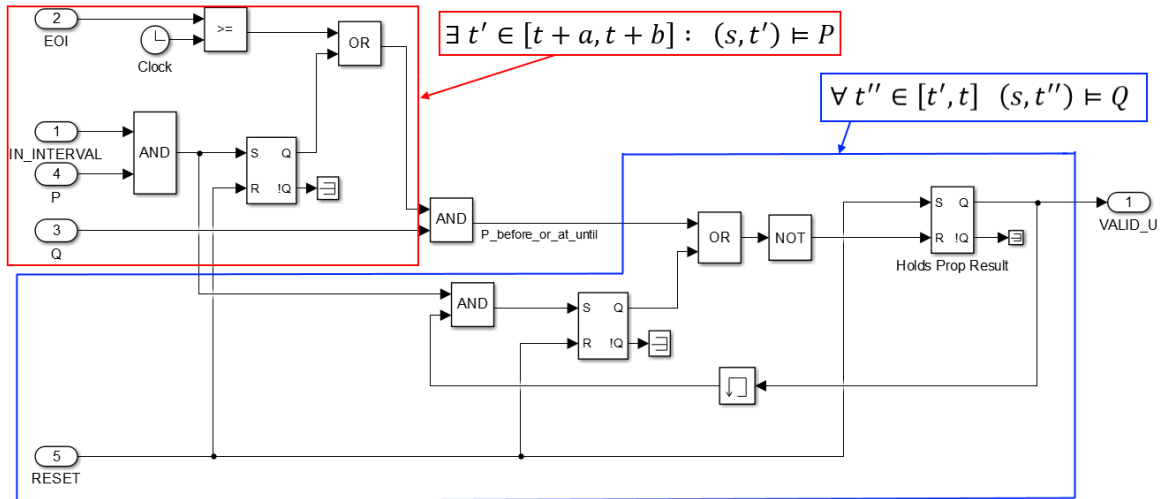 2
EOI
Clock
>=
OR
∃ t′ ∈ [t + a, t + b] : (s, t′) ⊨ P
∀ t″ ∈ [t′, t] (s, t″) ⊨ Q
1
IN_INTERVAL
4
P
AND
S Q
R !Q
3
Q
AND
P_before_or_at_until
OR
NOT
S Q
R !Q
Holds Prop Result
1
VALID_U
AND
S Q
R !Q
5
RESET